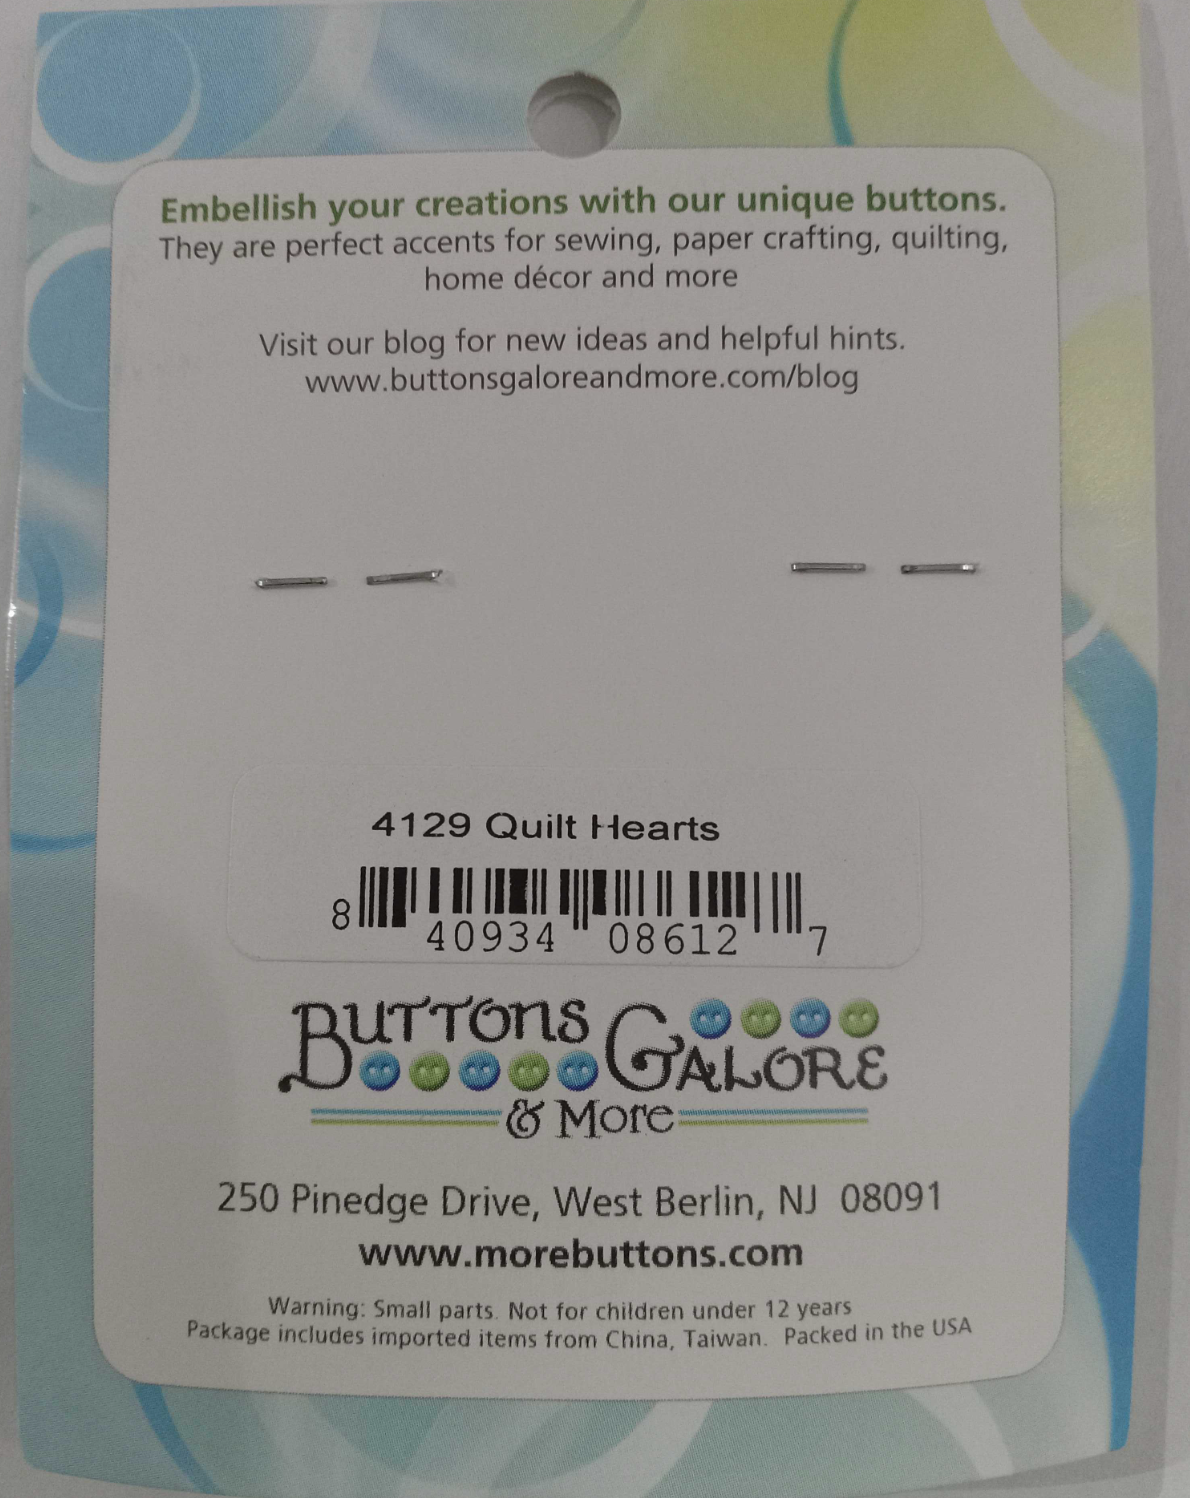 Embellish your creations with our unique buttons.
They are perfect accents for sewing, paper crafting, quilting,
home décor and more
Visit our blog for new ideas and helpful hints.
www.buttonsgaloreandmore.com/blog
4129 Quilt Hearts
8 40934 08612 7
Buttons Galore
& More
250 Pinedge Drive, West Berlin, NJ 08091
www.morebuttons.com
Warning: Small parts. Not for children under 12 years
Package includes imported items from China, Taiwan. Packed in the USA